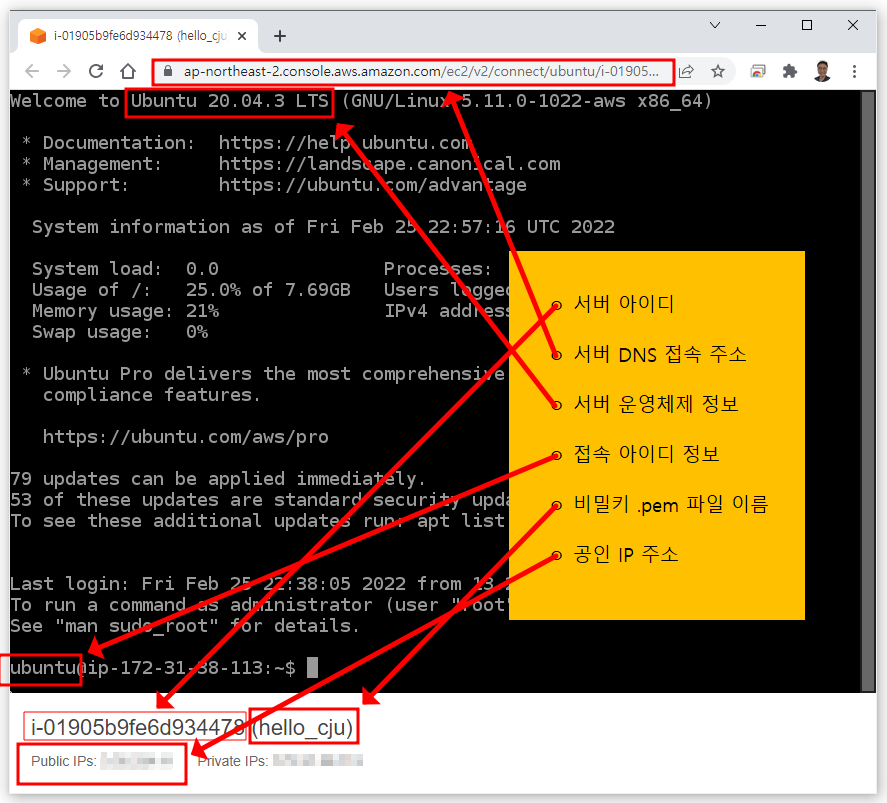 i-01905b9fe6d934478 (hello_cju
ap-northeast-2.console.aws.amazon.com/ec2/v2/connect/ubuntu/i-01905...
Welcome to Ubuntu 20.04.3 LTS (GNU/Linux 5.11.0-1022-aws x86_64)
* Documentation: https://help.ubuntu.com
* Management: https://landscape.canonical.com
* Support: https://ubuntu.com/advantage
System information as of Fri Feb 25 22:57:16 UTC 2022
System load: 0.0 Processes:
Usage of /: 25.0% of 7.69GB Users logged
Memory usage: 21% IPv4 address
Swap usage: 0%
* Ubuntu Pro delivers the most comprehensive
compliance features.
https://ubuntu.com/aws/pro
79 updates can be applied immediately.
53 of these updates are standard security upda
To see these additional updates run: apt list
Last login: Fri Feb 25 22:38:05 2022 from 13.
To run a command as administrator (user "root"
See "man sudo_root" for details.
ubuntu@ip-172-31-38-113:~$
서버 아이디
서버 DNS 접속 주소
서버 운영체제 정보
접속 아이디 정보
비밀키 .pem 파일 이름
공인 IP 주소
i-01905b9fe6d934478 (hello_cju)
Public IPs: Private IPs: